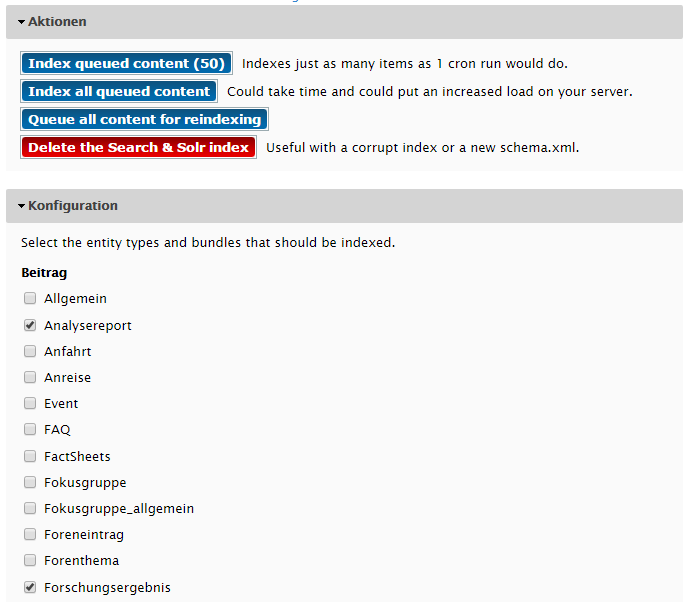 Aktionen
Index queued content (50) Indexes just as many items as 1 cron run would do.
Index all queued content Could take time and could put an increased load on your server.
Queue all content for reindexing
Delete the Search & Solr index Useful with a corrupt index or a new schema.xml.
Konfiguration
Select the entity types and bundles that should be indexed.
Beitrag
Allgemein
Analysereport
Anfahrt
Anreise
Event
FAQ
FactSheets
Fokusgruppe
Fokusgruppe_allgemein
Foreneintrag
Forenthema
Forschungsergebnis